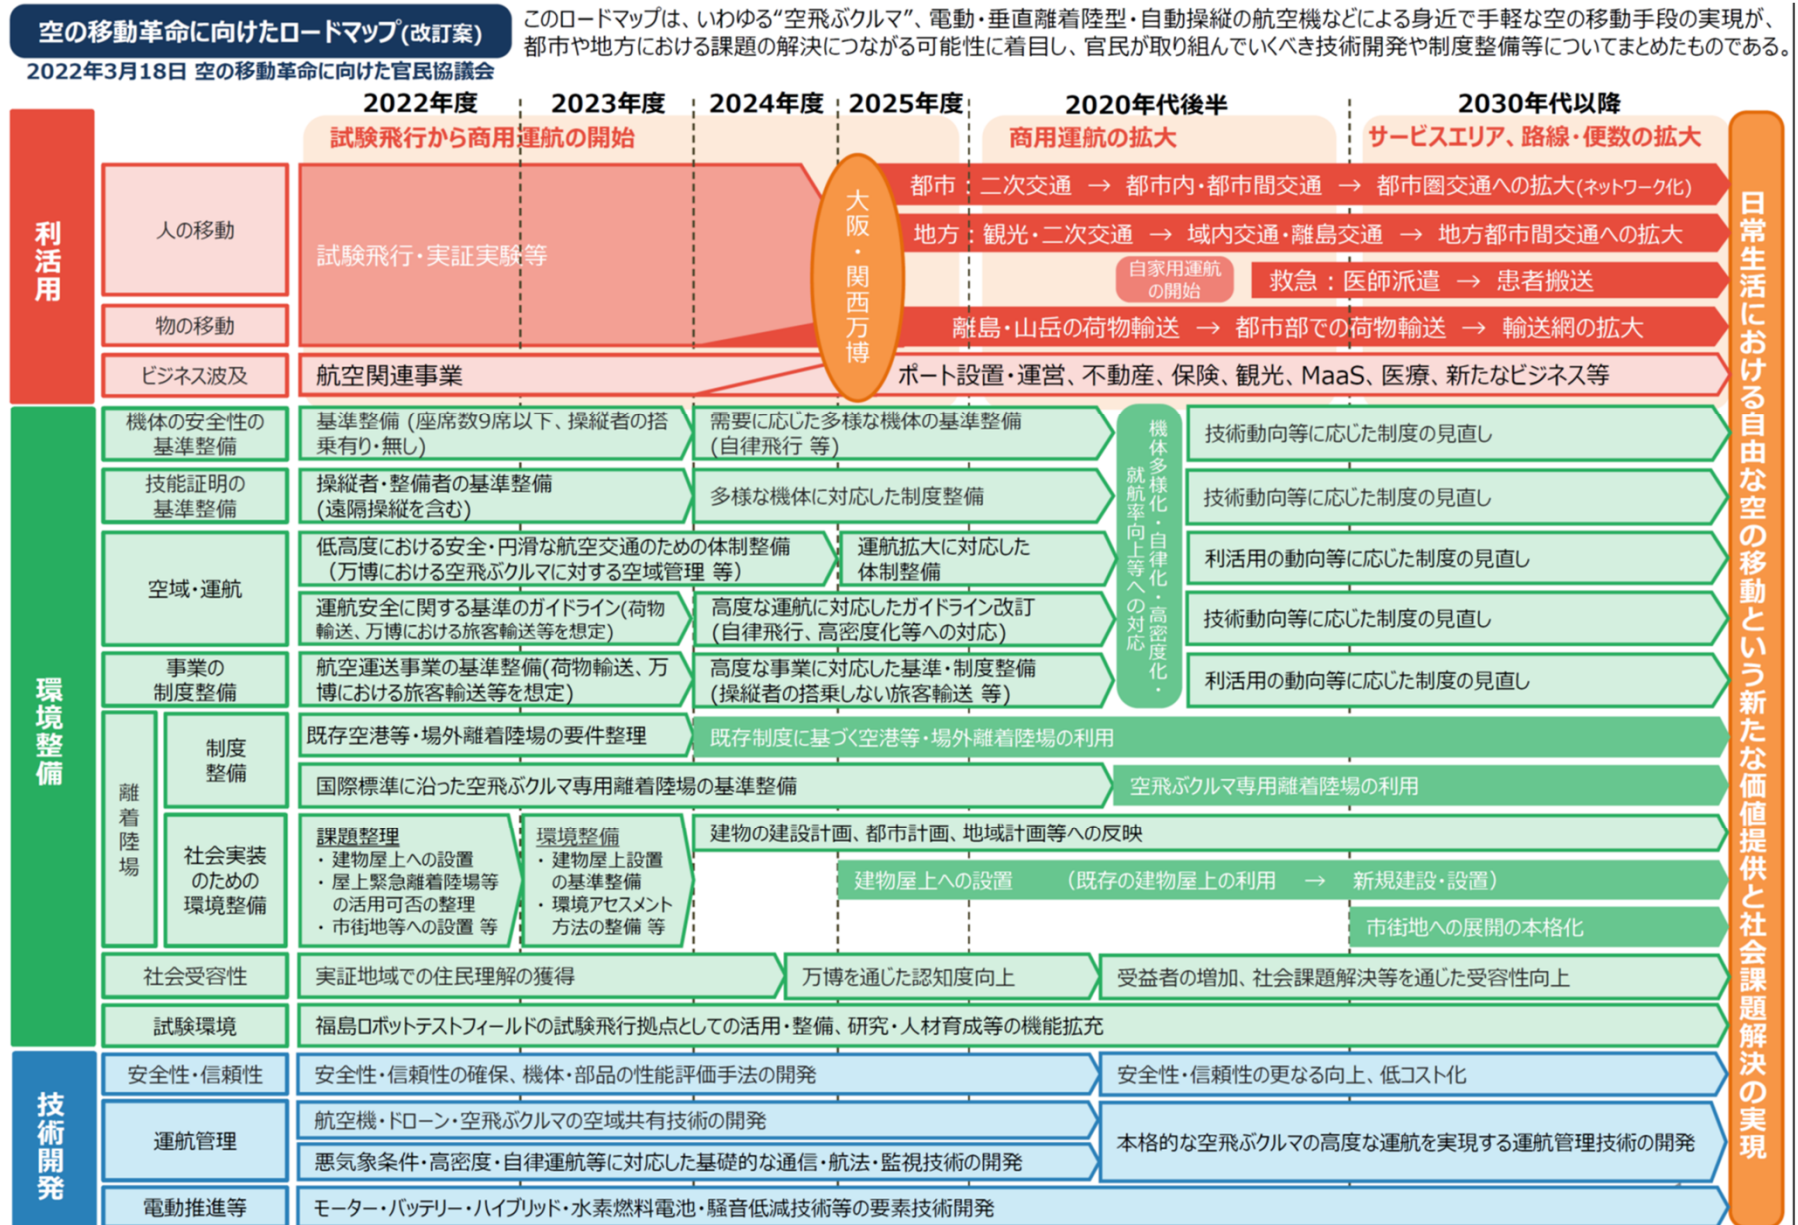 空の移動革命に向けたロードマップ(改訂案)
2022年3月18日 空の移動革命に向けた官民協議会
このロードマップは、いわゆる“空飛ぶクルマ”、電動・垂直離着陸型・自動操縦の航空機などによる身近で手軽な空の移動手段の実現が、
都市や地方における課題の解決につながる可能性に着目し、官民が取り組んでいくべき技術開発や制度整備等についてまとめたものである。
2022年度
2023年度
2024年度
2025年度
2020年代後半
2030年代以降
試験飛行から商用運航の開始
商用運航の拡大
サービスエリア、路線・便数の拡大
利活用
人の移動
試験飛行・実証実験等
大阪・関西万博
都市：二次交通 → 都市内・都市間交通 → 都市圏交通への拡大(ネットワーク化)
地方：観光・二次交通 → 域内交通・離島交通 → 地方都市間交通への拡大
自家用運航
の開始
救急：医師派遣 → 患者搬送
物の移動
離島・山岳の荷物輸送 → 都市部での荷物輸送 → 輸送網の拡大
ビジネス波及
航空関連事業
ポート設置・運営、不動産、保険、観光、MaaS、医療、新たなビジネス等
環境整備
機体の安全性の
基準整備
基準整備 (座席数9席以下、操縦者の搭
乗有り・無し)
需要に応じた多様な機体の基準整備
(自律飛行 等)
機体多様化・自律化・高密度化・
就航率向上等への対応
技術動向等に応じた制度の見直し
技能証明の
基準整備
操縦者・整備者の基準整備
(遠隔操縦を含む)
多様な機体に対応した制度整備
技術動向等に応じた制度の見直し
空域・運航
低高度における安全・円滑な航空交通のための体制整備
（万博における空飛ぶクルマに対する空域管理 等）
運航拡大に対応した
体制整備
利活用の動向等に応じた制度の見直し
運航安全に関する基準のガイドライン(荷物
輸送、万博における旅客輸送等を想定)
高度な運航に対応したガイドライン改訂
(自律飛行、高密度化等への対応)
技術動向等に応じた制度の見直し
事業の
制度整備
航空運送事業の基準整備(荷物輸送、万
博における旅客輸送等を想定)
高度な事業に対応した基準・制度整備
(操縦者の搭乗しない旅客輸送 等)
利活用の動向等に応じた制度の見直し
離着陸場
制度
整備
既存空港等・場外離着陸場の要件整理
既存制度に基づく空港等・場外離着陸場の利用
国際標準に沿った空飛ぶクルマ専用離着陸場の基準整備
空飛ぶクルマ専用離着陸場の利用
社会実装
のための
環境整備
課題整理
・ 建物屋上への設置
・ 屋上緊急離着陸場等
の活用可否の整理
・ 市街地等への設置 等
環境整備
・ 建物屋上設置
の基準整備
・ 環境アセスメント
方法の整備 等
建物の建設計画、都市計画、地域計画等への反映
建物屋上への設置 （既存の建物屋上の利用 → 新規建設・設置）
市街地への展開の本格化
社会受容性
実証地域での住民理解の獲得
万博を通じた認知度向上
受益者の増加、社会課題解決等を通じた受容性向上
試験環境
福島ロボットテストフィールドの試験飛行拠点としての活用・整備、研究・人材育成等の機能拡充
技術開発
安全性・信頼性
安全性・信頼性の確保、機体・部品の性能評価手法の開発
安全性・信頼性の更なる向上、低コスト化
運航管理
航空機・ドローン・空飛ぶクルマの空域共有技術の開発
悪気象条件・高密度・自律運航等に対応した基礎的な通信・航法・監視技術の開発
本格的な空飛ぶクルマの高度な運航を実現する運航管理技術の開発
電動推進等
モーター・バッテリー・ハイブリッド・水素燃料電池・騒音低減技術等の要素技術開発
日常生活における自由な空の移動という新たな価値提供と社会課題解決の実現